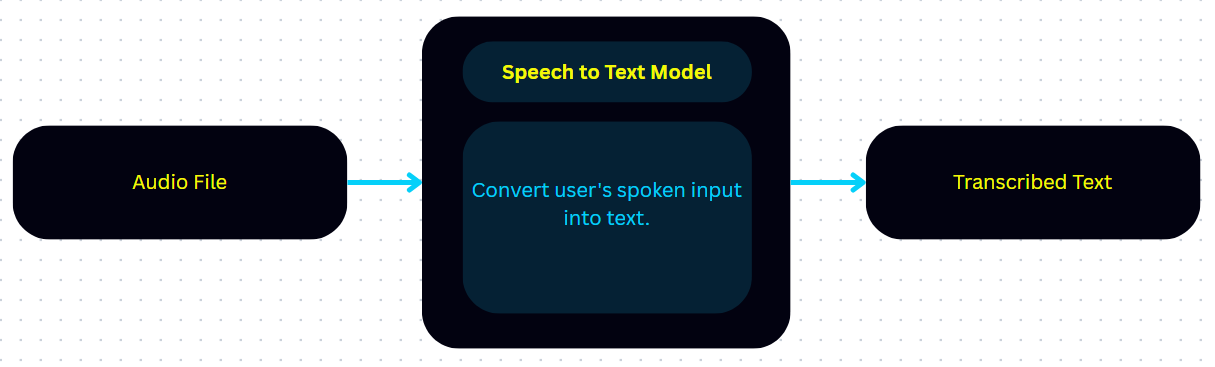 Audio File
Speech to Text Model
Convert user's spoken input
into text.
Transcribed Text